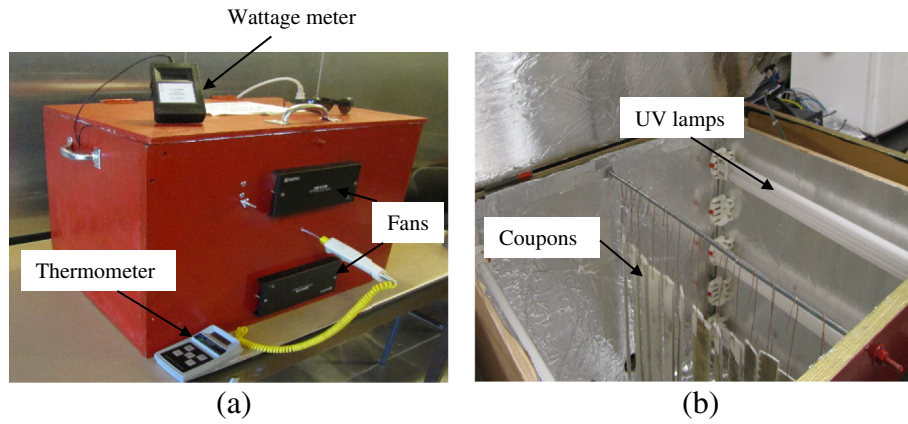 Wattage meter
Fans
Thermometer
(a)
UV lamps
Coupons
(b)